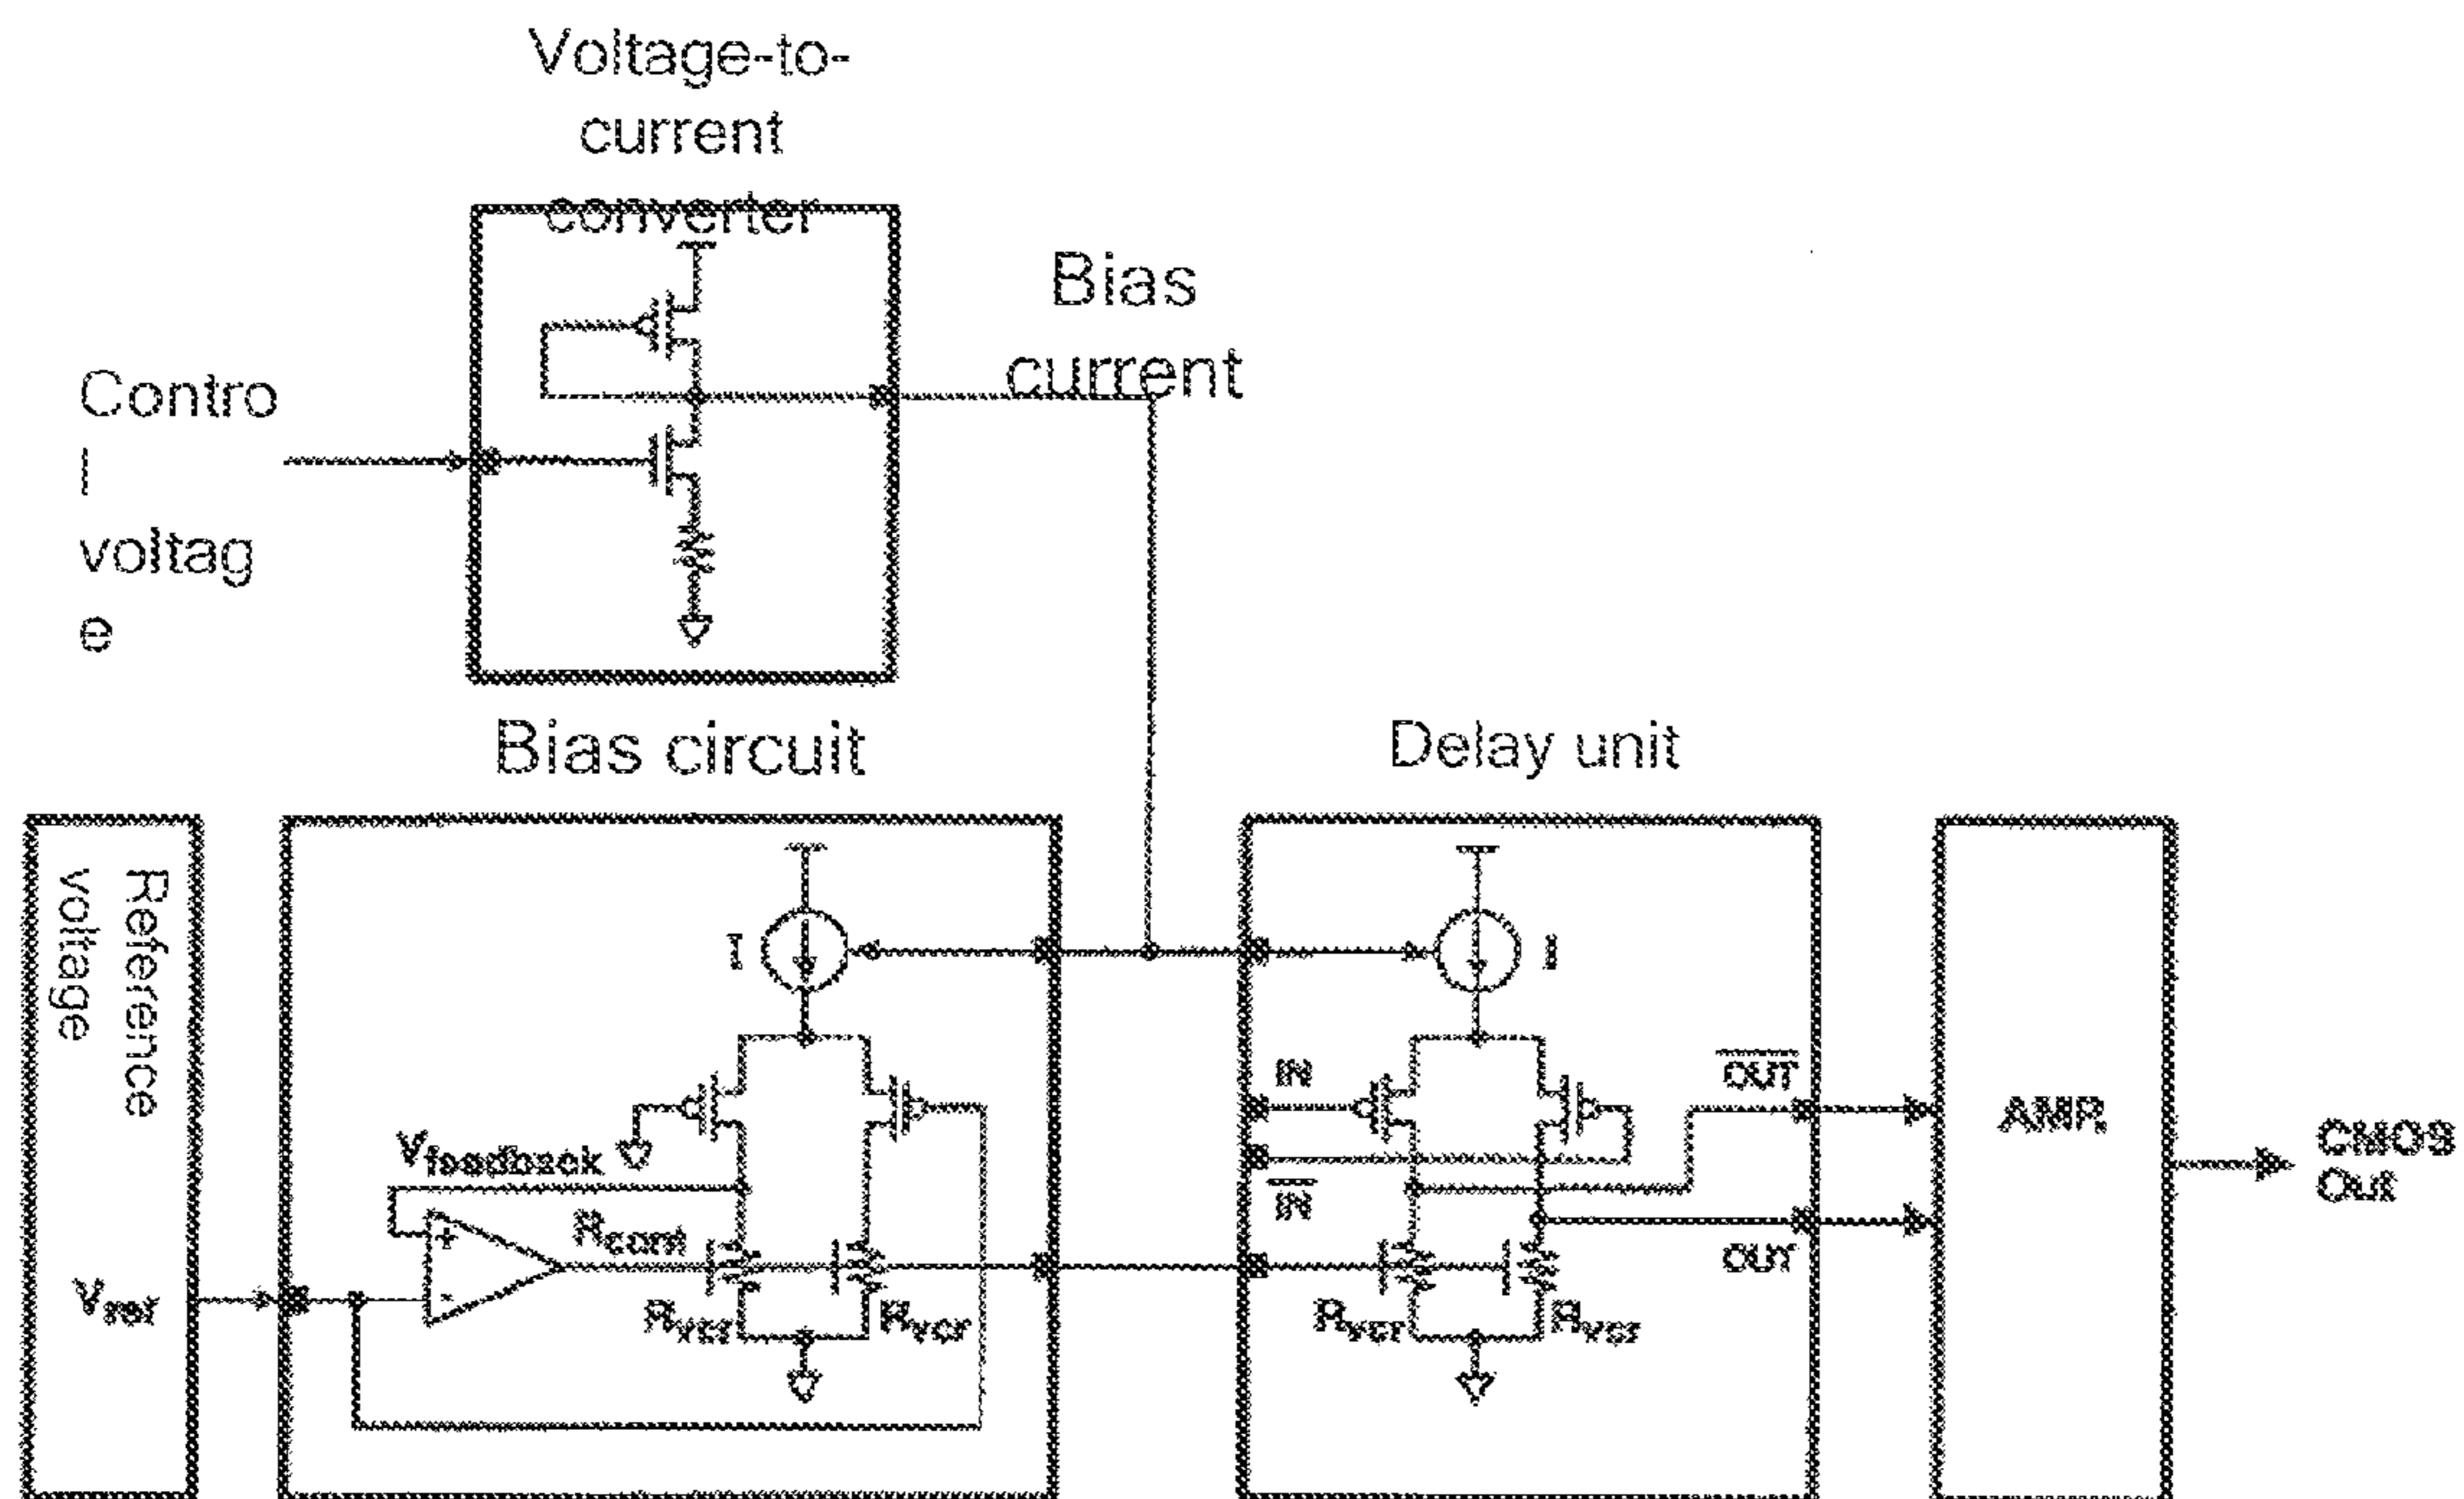 Voltage-to-
current
converter
Bias
current
Contro
l
voltag
e
Bias circuit
Delay unit
Reference
voltage
I
I
IN
OUT
AMP.
CMOS
Out
Vfeedback
IN
Rcont
OUT
Vref
Rvcr
Rvcr
Rvcr
Rvcr
+
-